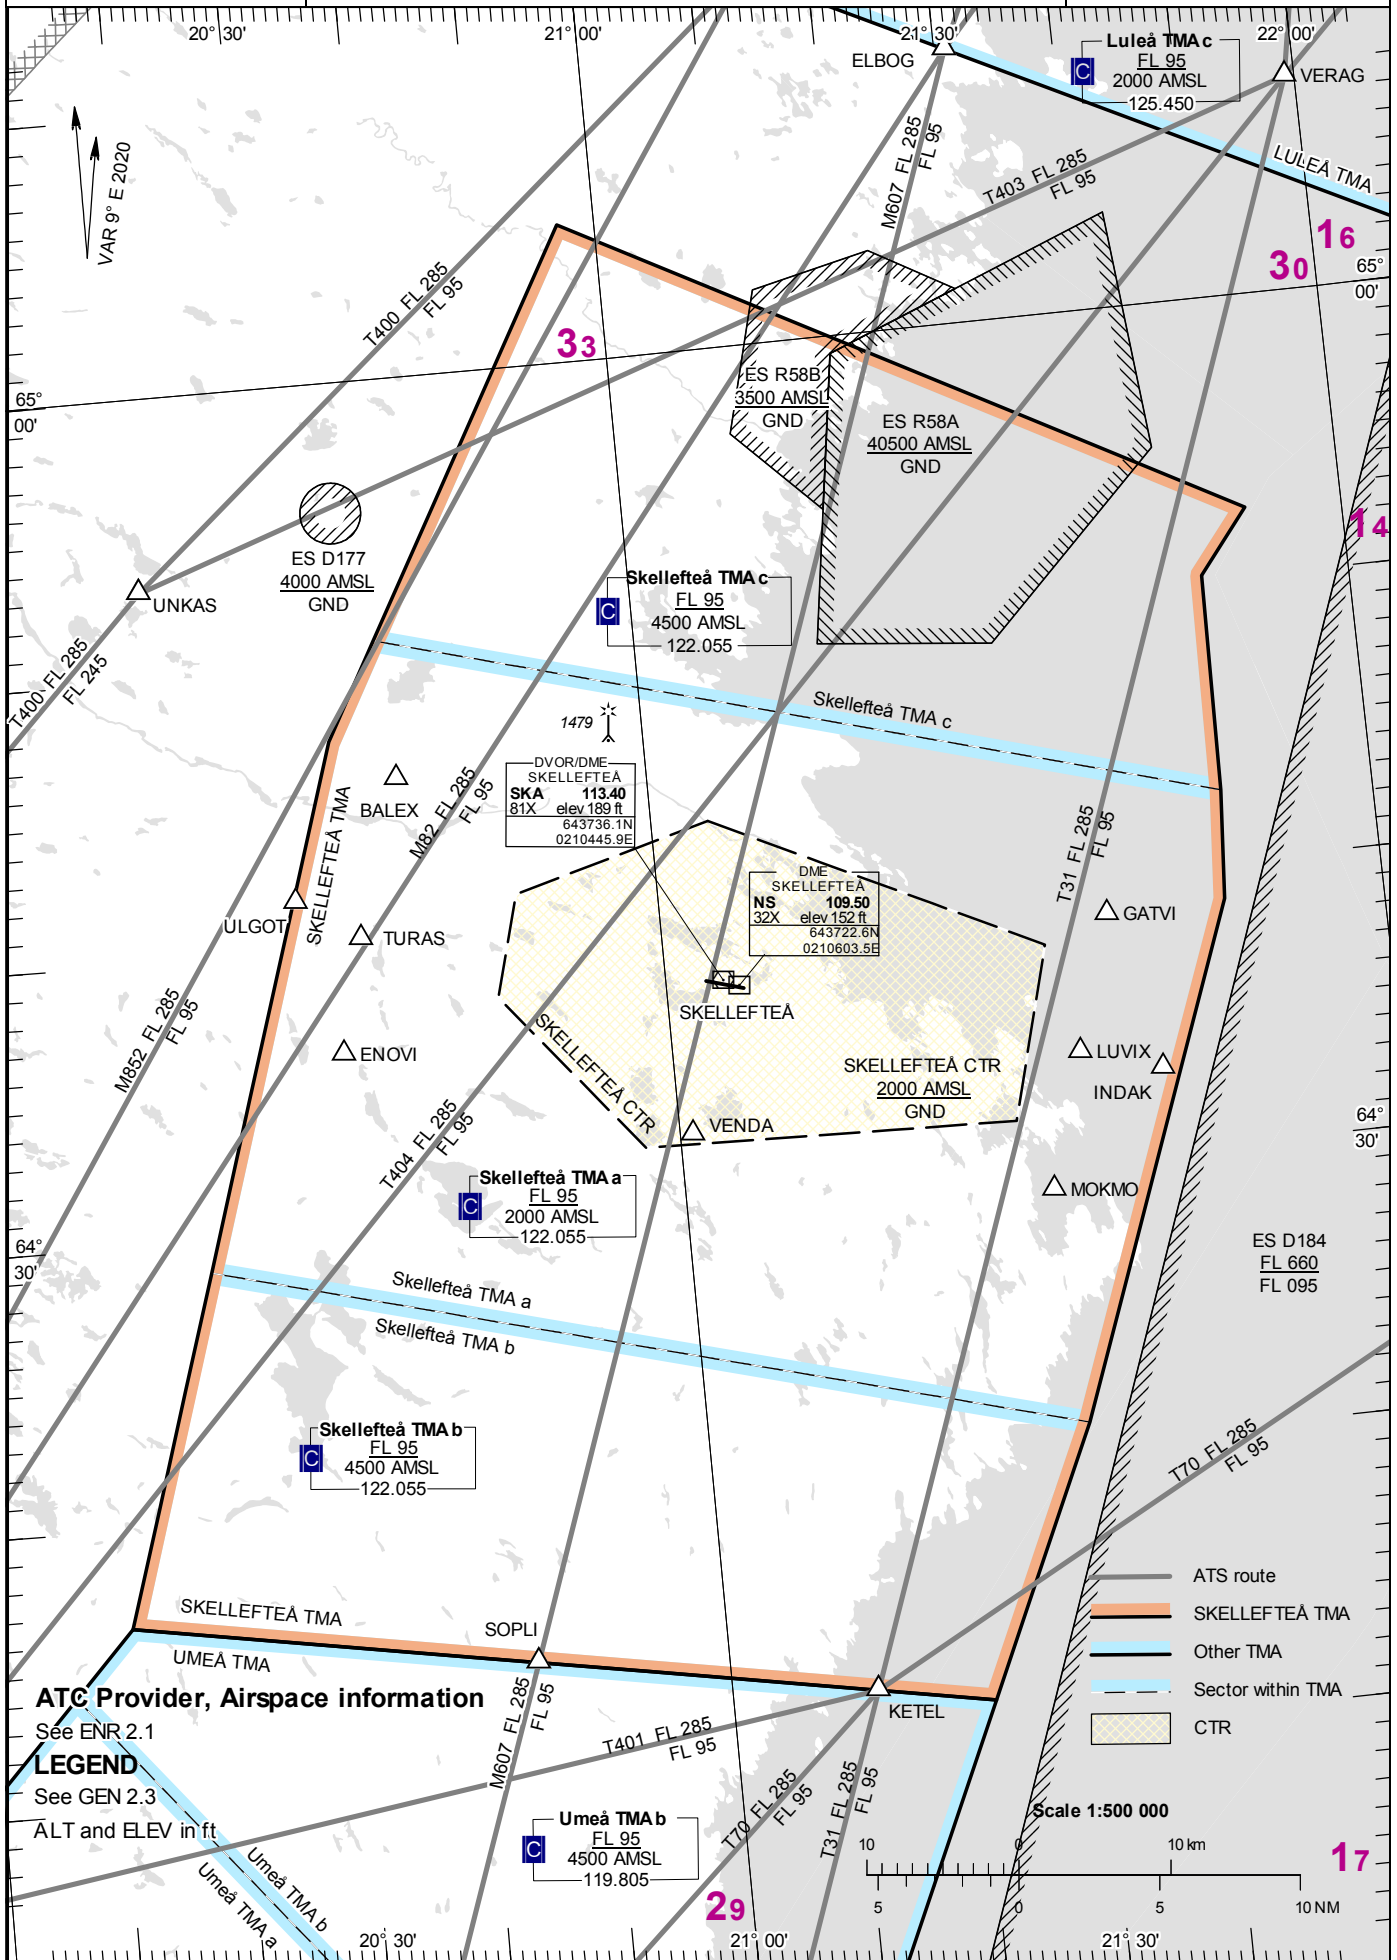 20° 30'
21° 00'
21° 30'
22° 00'
ELBOG
Luleå TMA c
C
FL 95
2000 AMSL
125.450
VERAG
VAR 9° E 2020
M607 FL 285
FL 95
T403 FL 285
FL 95
LULEÅ TMA
16
30
65°
00'
T400 FL 285
FL 95
33
65°
00'
ES R58B
3500 AMSL
GND
ES R58A
40500 AMSL
GND
14
ES D177
4000 AMSL
GND
UNKAS
Skellefteå TMA c
C
FL 95
4500 AMSL
122.055
T400 FL 285
FL 245
Skellefteå TMA c
1479
DVOR/DME
SKELLEFTEÅ
SKA 113.40
81X elev 189 ft
643736.1N
0210445.9E
BALEX
M82 FL 285
FL 95
SKELLEFTEÅ TMA
T31 FL 285
FL 95
DME
SKELLEFTEÅ
NS 109.50
32X elev 152 ft
643722.6N
0210603.5E
GATVI
ULGOT
TURAS
SKELLEFTEÅ
M852 FL 285
FL 95
ENOVI
SKELLEFTEÅ CTR
SKELLEFTEÅ CTR
2000 AMSL
GND
LUVIX
INDAK
VENDA
64°
30'
T404 FL 285
FL 95
Skellefteå TMA a
C
FL 95
2000 AMSL
122.055
MOKMO
64°
30'
ES D184
FL 660
FL 095
Skellefteå TMA a
Skellefteå TMA b
Skellefteå TMA b
C
FL 95
4500 AMSL
122.055
T70 FL 285
FL 95
ATS route
SKELLEFTEÅ TMA
Other TMA
Sector within TMA
CTR
SKELLEFTEÅ TMA
UMEÅ TMA
SOPLI
KETEL
ATC Provider, Airspace information
See ENR 2.1
LEGEND
See GEN 2.3
ALT and ELEV in ft
M607 FL 285
FL 95
T401 FL 285
FL 95
T70 FL 285
FL 95
T31 FL 285
FL 95
Scale 1:500 000
10 0 10 km
5 0 5 10 NM
Umeå TMA b
C
FL 95
4500 AMSL
119.805
17
29
Umeå TMA b
Umeå TMA a
20° 30'
21° 00'
21° 30'